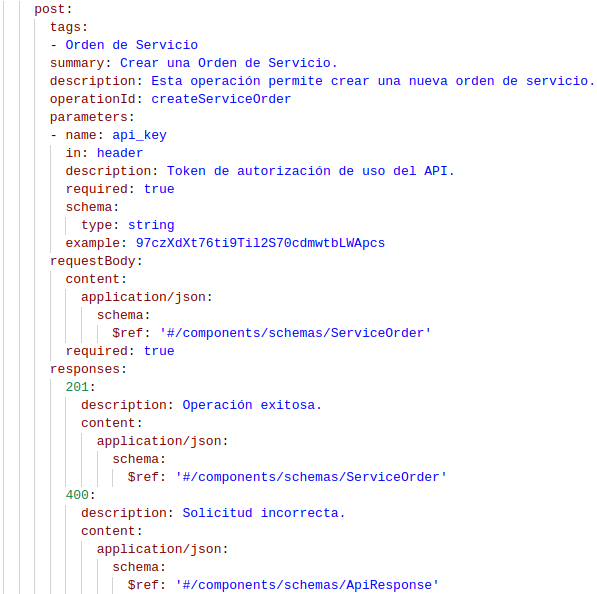 post:
tags:
- Orden de Servicio
summary: Crear una Orden de Servicio.
description: Esta operación permite crear una nueva orden de servicio.
operationId: createServiceOrder
parameters:
- name: api_key
in: header
description: Token de autorización de uso del API.
required: true
schema:
type: string
example: 97czXdXt76ti9Til2S70cdmwtbLWApcs
requestBody:
content:
application/json:
schema:
$ref: '#/components/schemas/ServiceOrder'
required: true
responses:
201:
description: Operación exitosa.
content:
application/json:
schema:
$ref: '#/components/schemas/ServiceOrder'
400:
description: Solicitud incorrecta.
content:
application/json:
schema:
$ref: '#/components/schemas/ApiResponse'